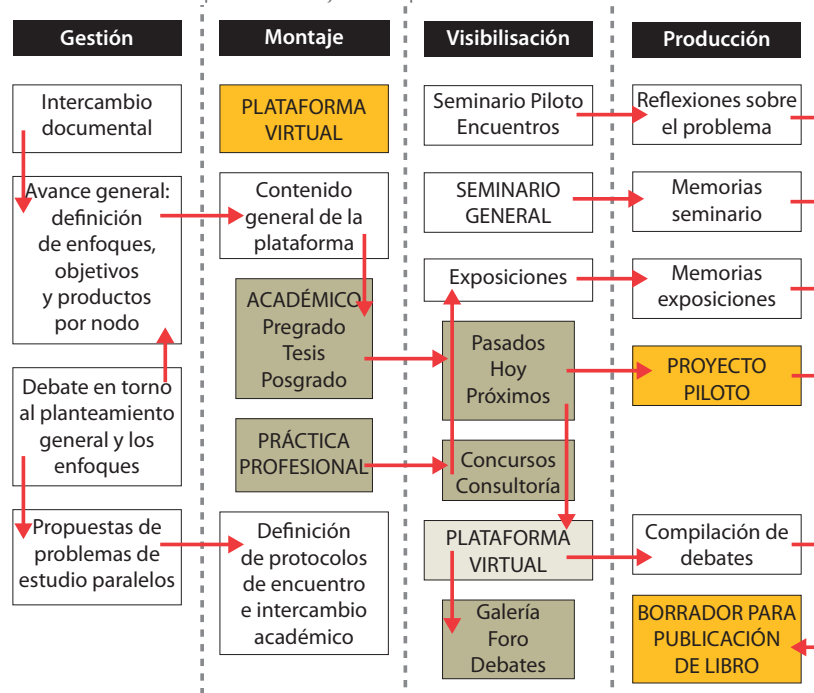 Gestión
Intercambio
documental
Avance general:
definición
de enfoques,
objetivos
y productos
por nodo
Debate en torno
al planteamiento
general y los
enfoques
Propuestas de
problemas de
estudio paralelos
Montaje
PLATAFORMA
VIRTUAL
Contenido
general de la
plataforma
ACADÉMICO
Pregrado
Tesis
Posgrado
PRÁCTICA
PROFESIONAL
Definición
de protocolos
de encuentro
e intercambio
académico
Visibilisación
Seminario Piloto
Encuentros
SEMINARIO
GENERAL
Exposiciones
Pasados
Hoy
Próximos
Concursos
Consultoría
PLATAFORMA
VIRTUAL
Galería
Foro
Debates
Producción
Reflexiones sobre
el problema
Memorias
seminario
Memorias
exposiciones
PROYECTO
PILOTO
Compilación de
debates
BORRADOR PARA
PUBLICACIÓN
DE LIBRO